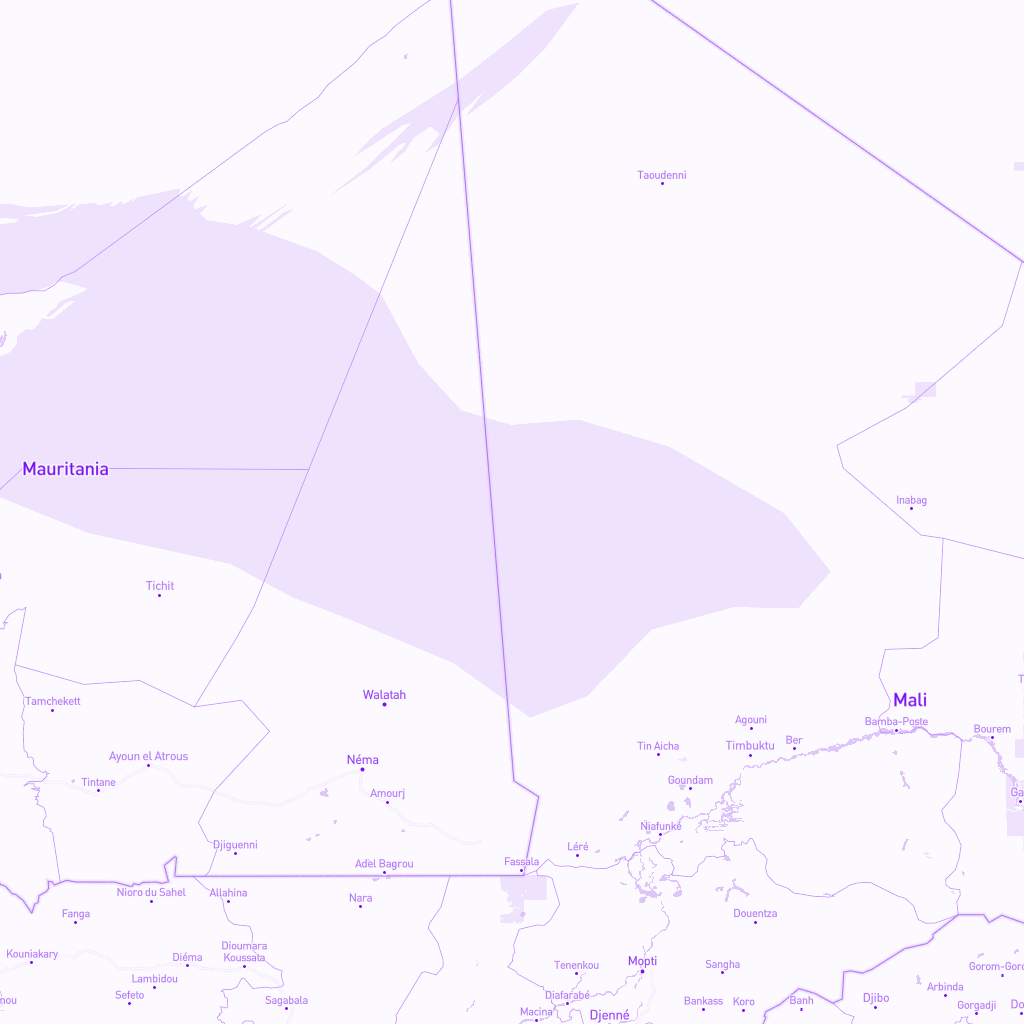 Taoudenni
Mauritania
Inabag
Tichit
Walatah
Tamchekett
Mali
Agouni
Bamba-Poste
Bourem
Ber
Timbuktu
Tin Aicha
Ayoun el Atrous
Néma
Tintane
Goundam
Amourj
Niafunké
Djiguenni
Léré
Adel Bagrou
Fassala
Nioro du Sahel
Allahina
Nara
Fanga
Douentza
Dioumara
Koussata
Kouniakary
Diéma
Mopti
Tenenkou
Sangha
Lambidou
Gorom-Goro
Arbinda
Sefeto
Sagabala
Diafarabé
Bankass
Koro
Banh
Djibo
Gorgadji
Macina
Djenné